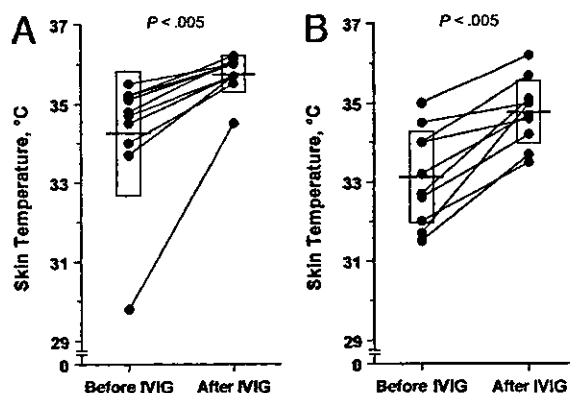 A
P < .005
37
35
33
31
29
0
Skin Temperature, °C
Before IVIG
After IVIG
B
P < .005
37
35
33
31
29
0
Skin Temperature, °C
Before IVIG
After IVIG